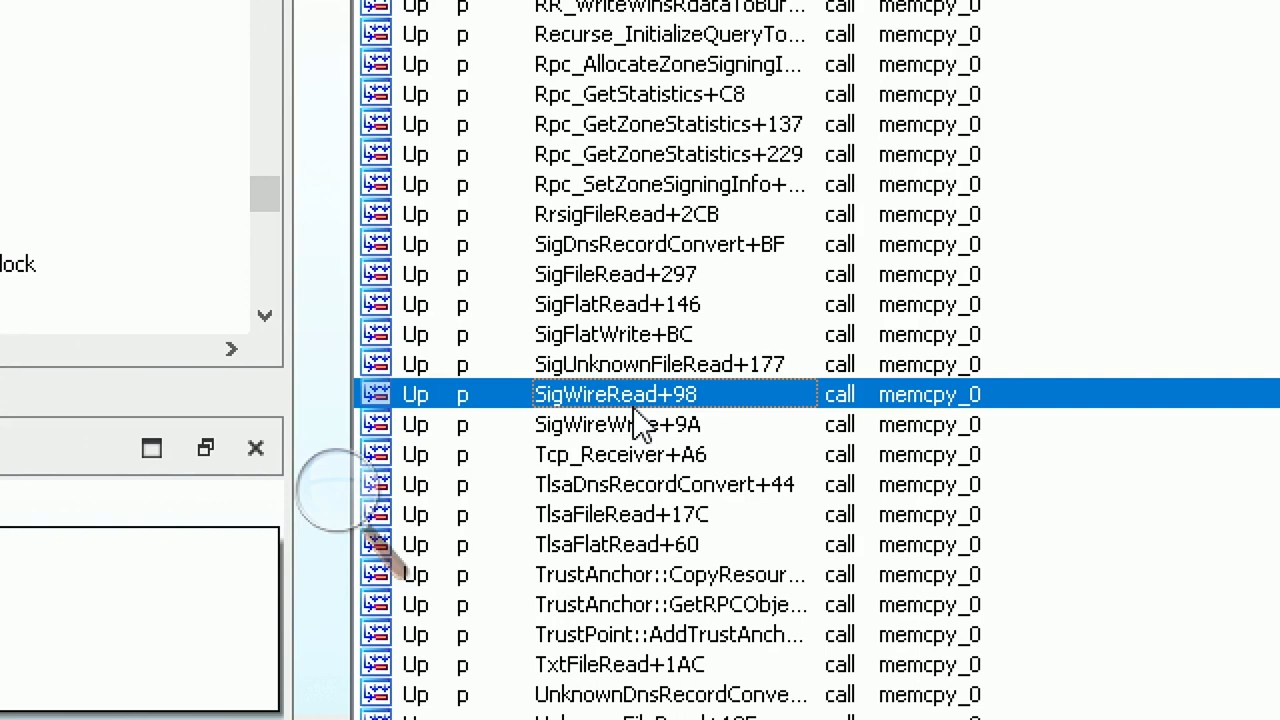 Up p RR_WriteWinsRdataToBuf... call memcpy_0
Up p Recurse_InitializeQueryTo... call memcpy_0
Up p Rpc_AllocateZoneSigningI... call memcpy_0
Up p Rpc_GetStatistics+C8 call memcpy_0
Up p Rpc_GetZoneStatistics+137 call memcpy_0
Up p Rpc_GetZoneStatistics+229 call memcpy_0
Up p Rpc_SetZoneSigningInfo+... call memcpy_0
Up p RrsigFileRead+2CB call memcpy_0
Up p SigDnsRecordConvert+BF call memcpy_0
lock
Up p SigFileRead+297 call memcpy_0
Up p SigFlatRead+146 call memcpy_0
Up p SigFlatWrite+BC call memcpy_0
Up p SigUnknownFileRead+177 call memcpy_0
Up p SigWireRead+98 call memcpy_0
Up p SigWireWrite+9A call memcpy_0
Up p Tcp_Receiver+A6 call memcpy_0
Up p TlsaDnsRecordConvert+44 call memcpy_0
Up p TlsaFileRead+17C call memcpy_0
Up p TlsaFlatRead+60 call memcpy_0
Up p TrustAnchor::CopyResour... call memcpy_0
Up p TrustAnchor::GetRPCObje... call memcpy_0
Up p TrustPoint::AddTrustAnch... call memcpy_0
Up p TxtFileRead+1AC call memcpy_0
Up p UnknownDnsRecordConve... call memcpy_0